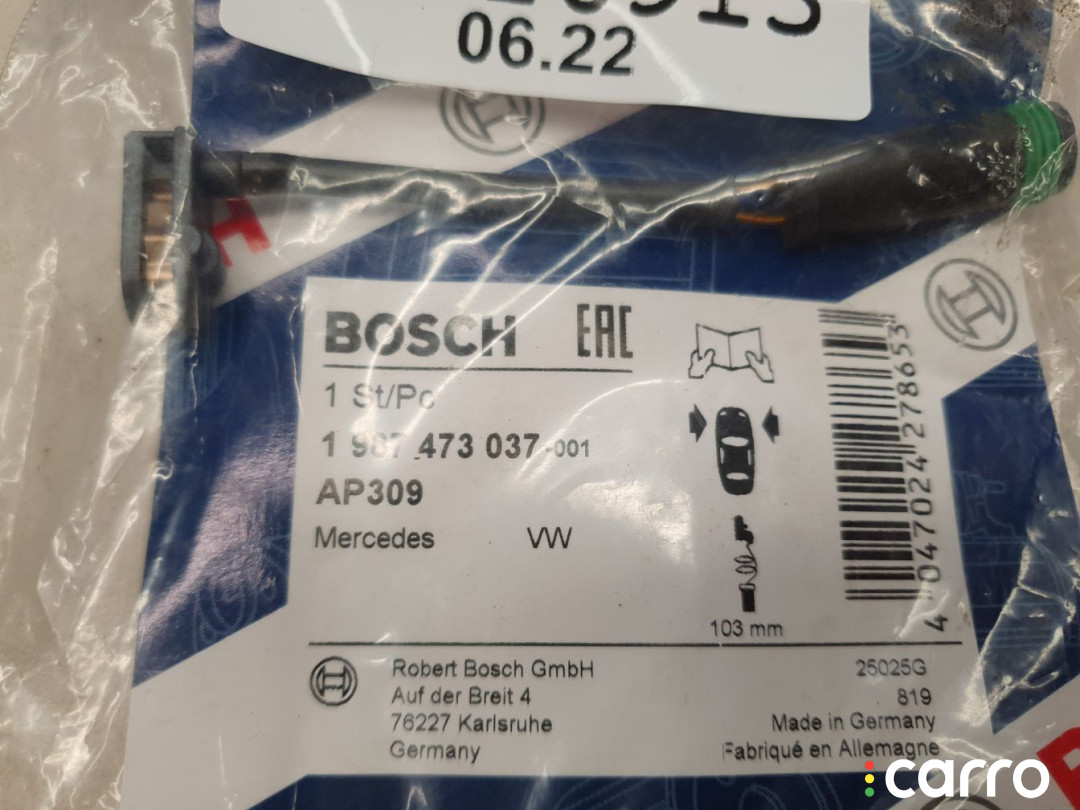 06.22
BOSCH EAC
1 St/Pc
1 987 473 037-001
AP309
Mercedes VW
103 mm
4 047024 278653
Robert Bosch GmbH
Auf der Breit 4
76227 Karlsruhe
Germany
25025G
819
Made in Germany
Fabriqué en Allemagne
carro